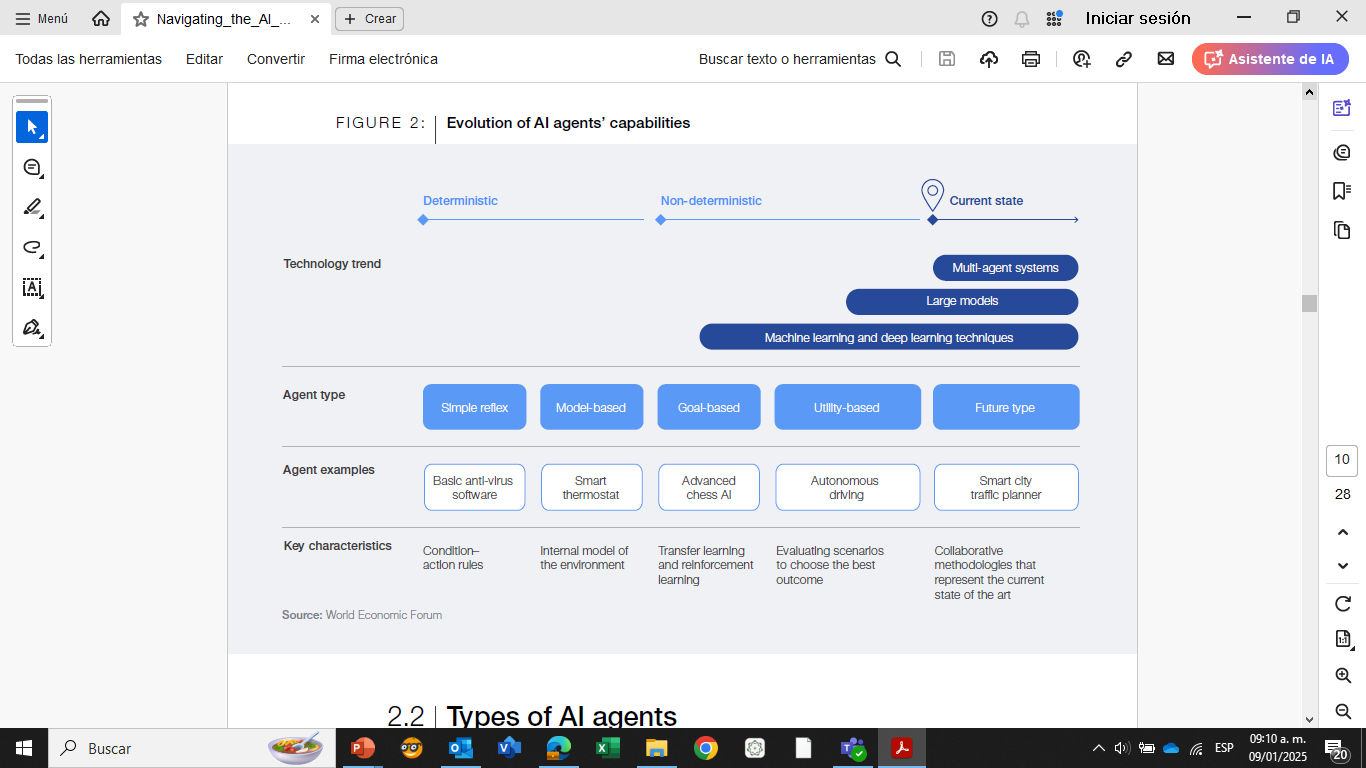 Menú
Navigating_the_AI_...
Crear
Iniciar sesión
Todas las herramientas
Editar
Convertir
Firma electrónica
Buscar texto o herramientas
Asistente de IA
FIGURE 2:
Evolution of AI agents' capabilities
Deterministic
Non-deterministic
Current state
Technology trend
Multi-agent systems
Large models
Machine learning and deep learning techniques
Agent type
Simple reflex
Model-based
Goal-based
Utility-based
Future type
Agent examples
Basic anti-virus
software
Smart
thermostat
Advanced
chess AI
Autonomous
driving
Smart city
traffic planner
Key characteristics
Condition–
action rules
Internal model of
the environment
Transfer learning
and reinforcement
learning
Evaluating scenarios
to choose the best
outcome
Collaborative
methodologies that
represent the current
state of the art
Source: World Economic Forum
2.2
Types of AI agents
10
28
1:1
Buscar
ESP
09:10 a. m.
09/01/2025
20